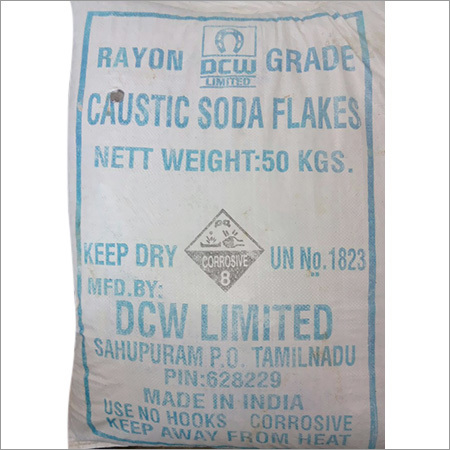 RAYON DCW GRADE
LIMITED
CAUSTIC SODA FLAKES
NETT WEIGHT:50 KGS.
KEEP DRY CORROSIVE UN No.1823
8
MFD.BY:
DCW LIMITED
SAHUPURAM P.O. TAMILNADU
PIN:628229
MADE IN INDIA
USE NO HOOKS CORROSIVE
KEEP AWAY FROM HEAT